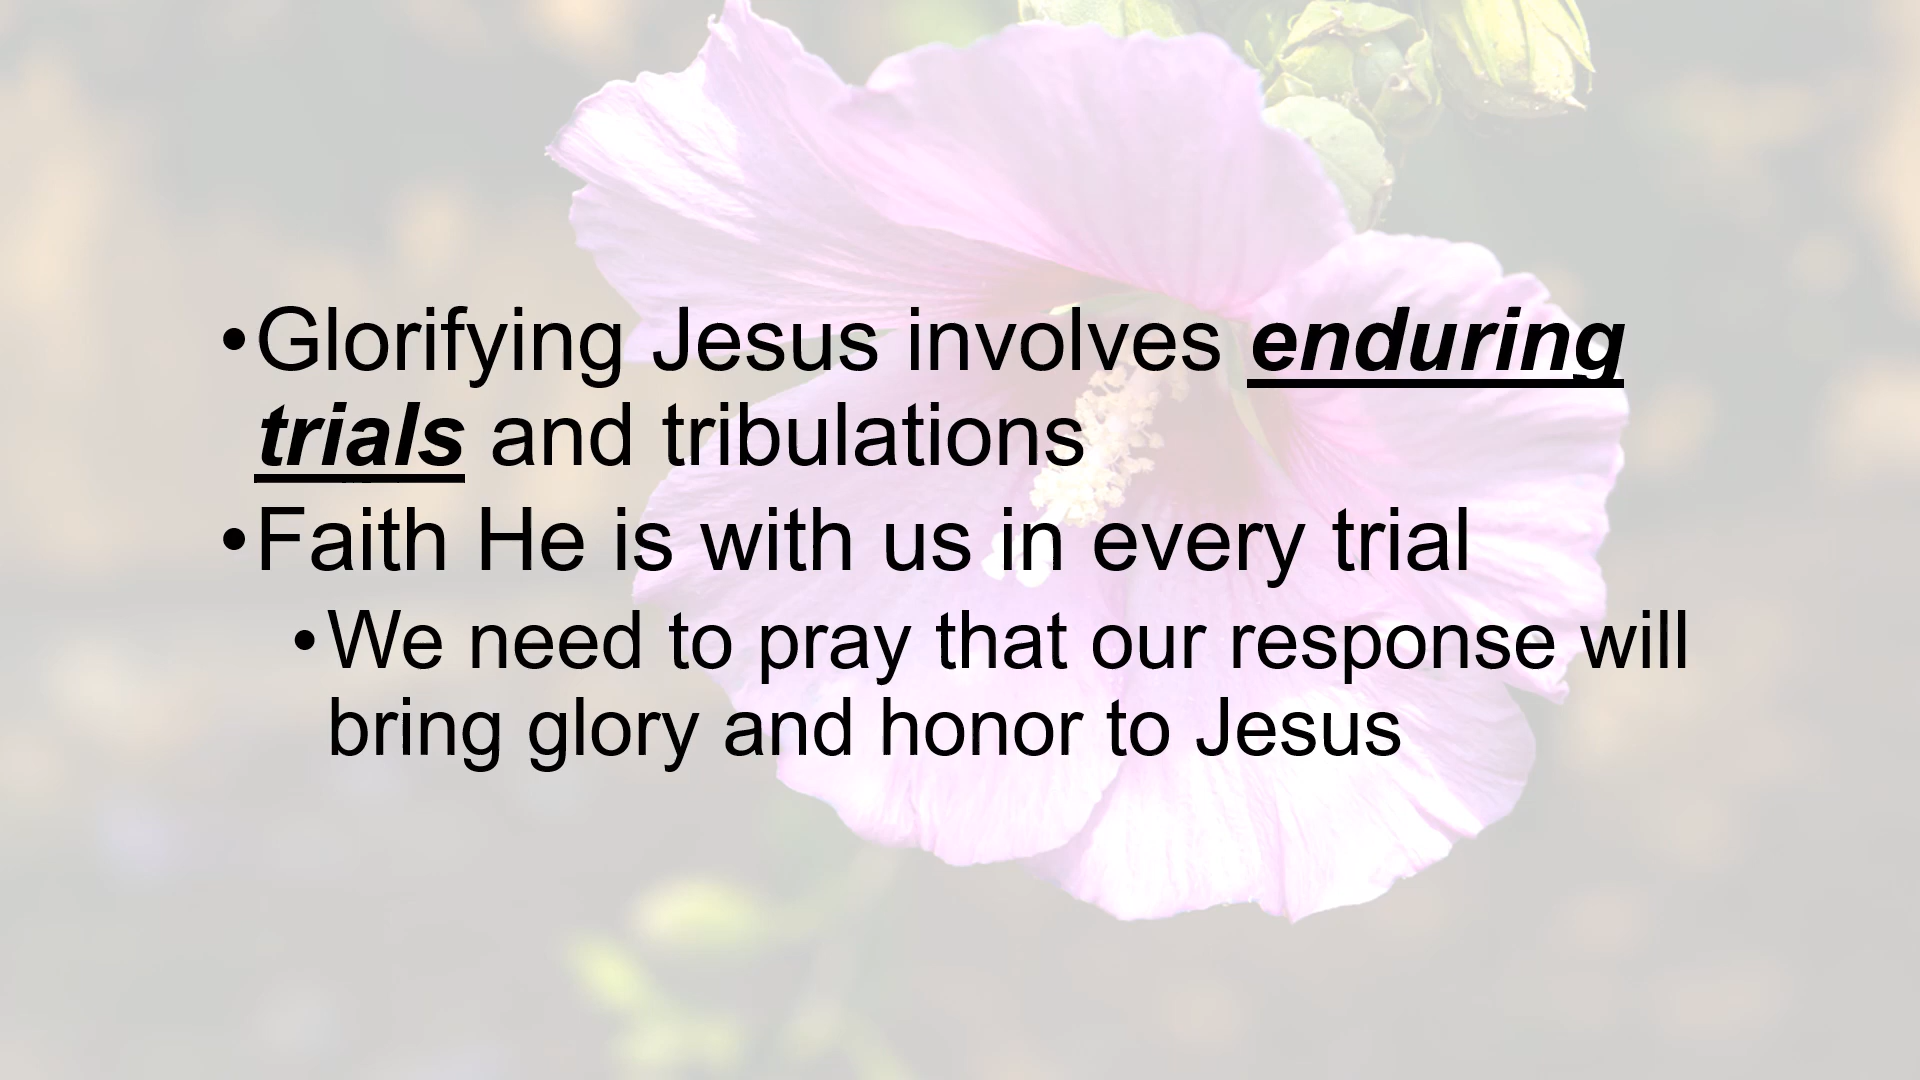 •Glorifying Jesus involves enduring
trials and tribulations
•Faith He is with us in every trial
•We need to pray that our response will
bring glory and honor to Jesus